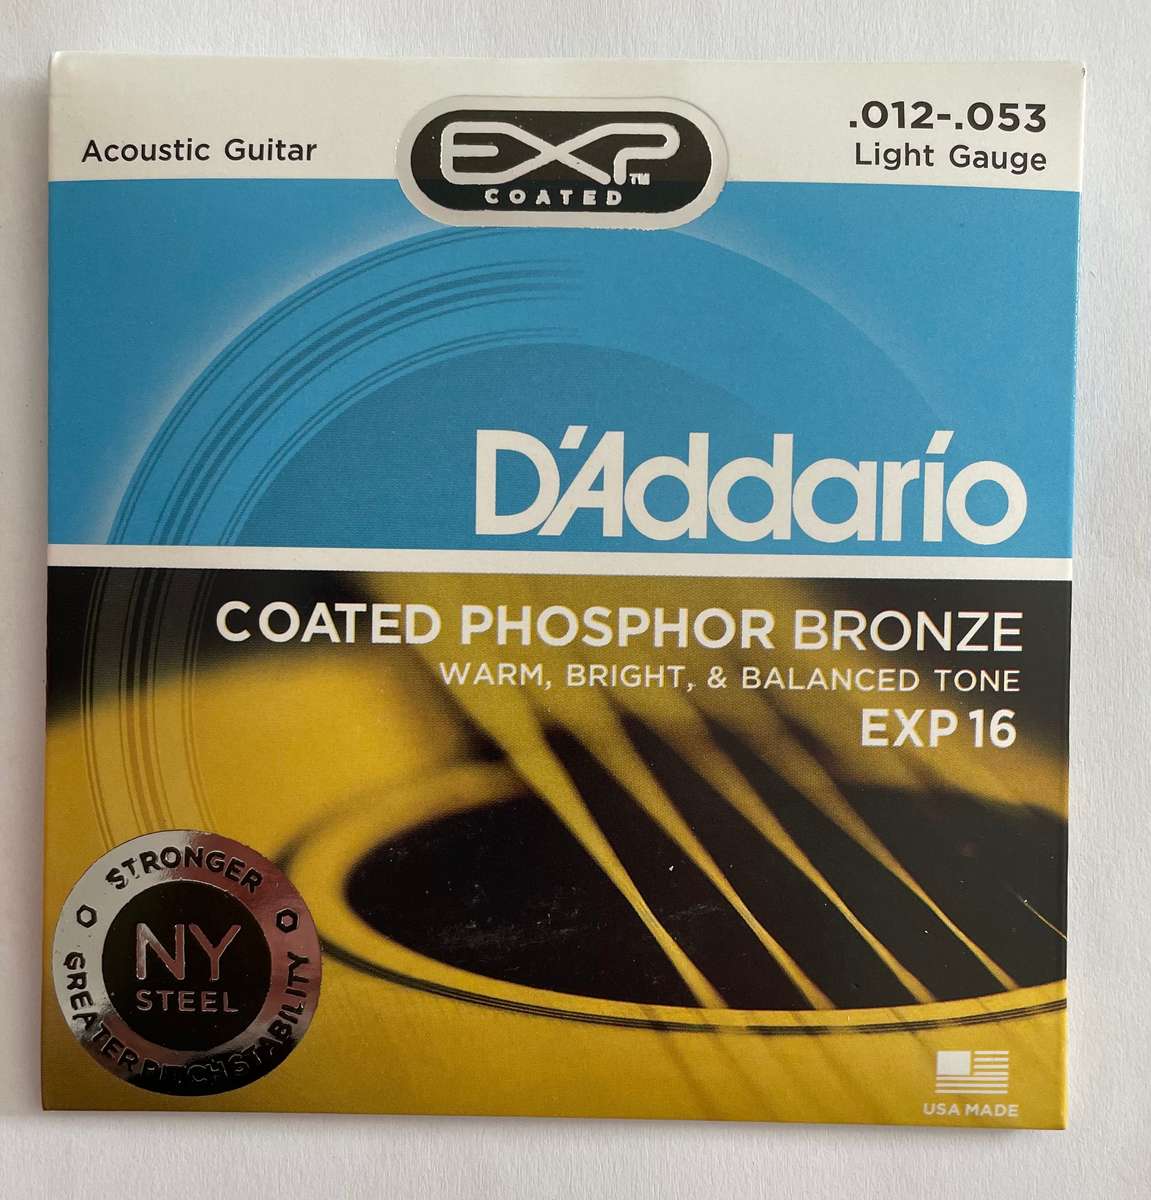 Acoustic Guitar
EXP™
COATED
.012-.053
Light Gauge
D'Addario
COATED PHOSPHOR BRONZE
WARM, BRIGHT, & BALANCED TONE
EXP 16
STRONGER
NY
STEEL
GREATER PITCH STABILITY
USA MADE